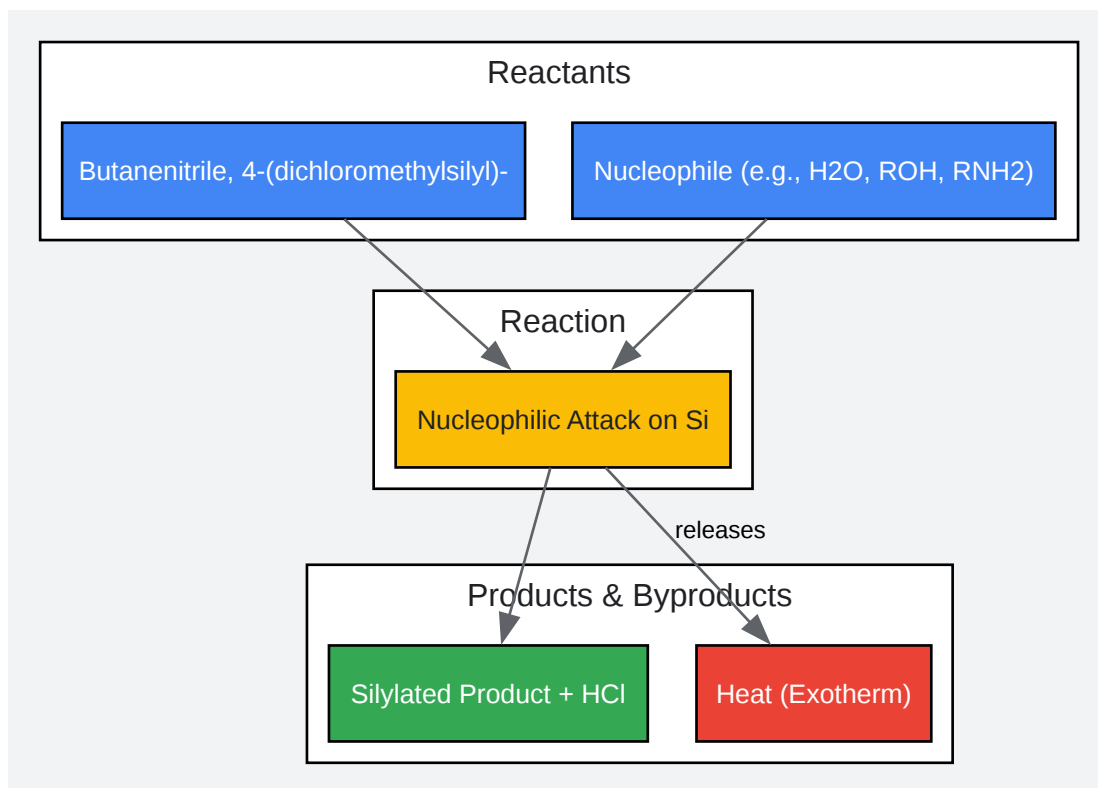 Reactants
Butanenitrile, 4-(dichloromethylsilyl)-
Nucleophile (e.g., H2O, ROH, RNH2)
Reaction
Nucleophilic Attack on Si
releases
Products & Byproducts
Silylated Product + HCl
Heat (Exotherm)